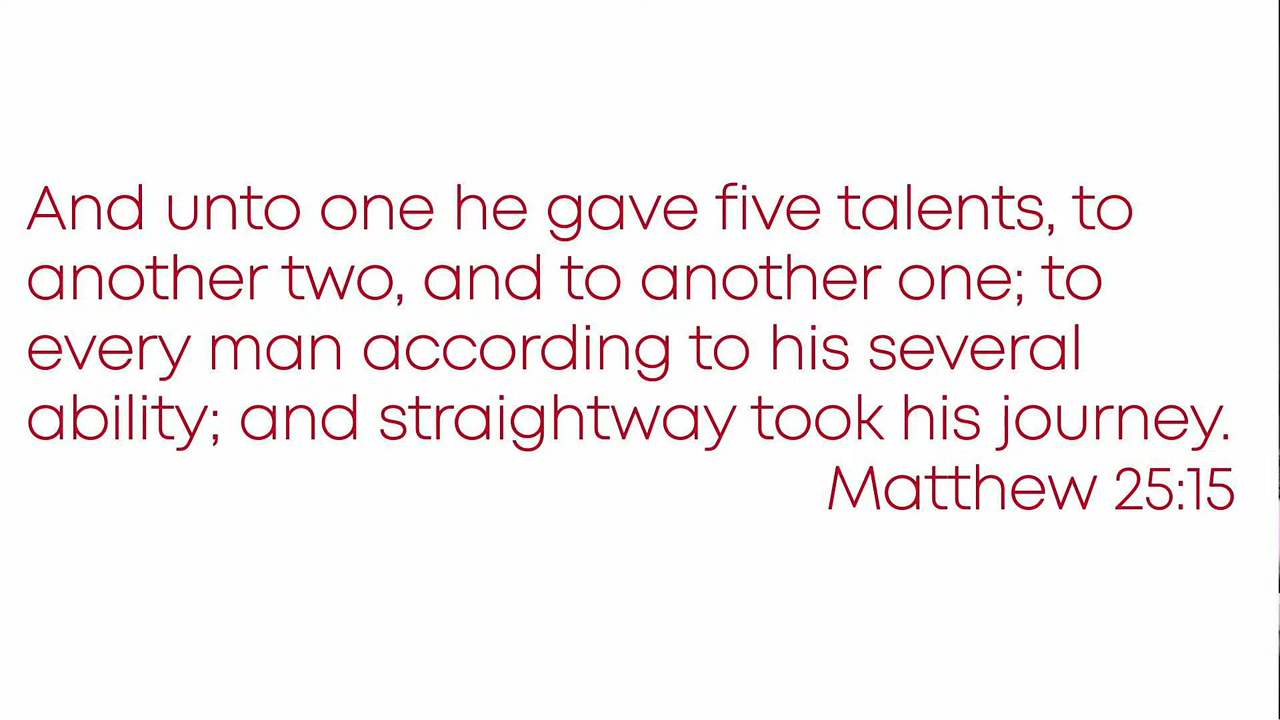 And unto one he gave five talents, to
another two, and to another one; to
every man according to his several
ability; and straightway took his journey.
Matthew 25:15